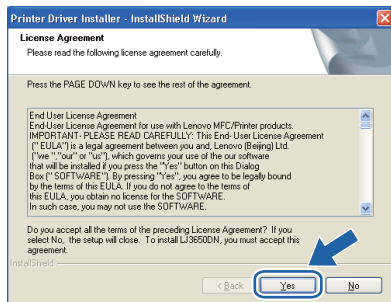 Printer Driver Installer - InstallShield Wizard
License Agreement
Please read the following license agreement carefully.
Press the PAGE DOWN key to see the rest of the agreement.
End User License Agreement
End-User License Agreement for use with Lenovo MFC/Printer products.
IMPORTANT- PLEASE READ CAREFULLY: This End- User License Agreement
(" EULA") is a legal agreement between you and, Lenovo (Beijing) Ltd.
("we ","our" or "us"), which governs your use of the our software
that will be installed if you press the "Yes" button on this Dialog
Box (" SOFTWARE"). By pressing "Yes", you agree to be legally bound
by the terms of this EULA. If you do not agree to the terms of
this EULA, you obtain no license for the SOFTWARE.
In such case, you may not use the SOFTWARE.
Do you accept all the terms of the preceding License Agreement? If you
select No, the setup will close. To install LJ3650DN, you must accept this
agreement.
InstallShield
< Back
Yes
No